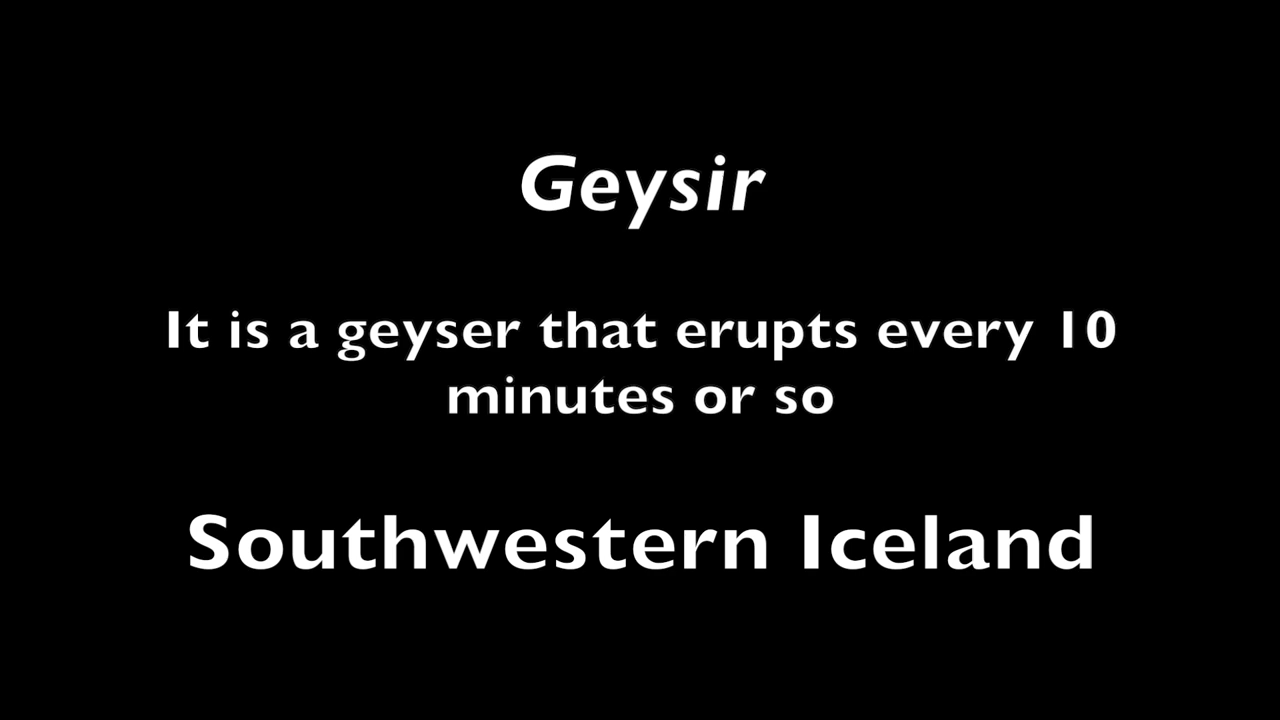 Geysir
It is a geyser that erupts every 10
minutes or so
Southwestern Iceland